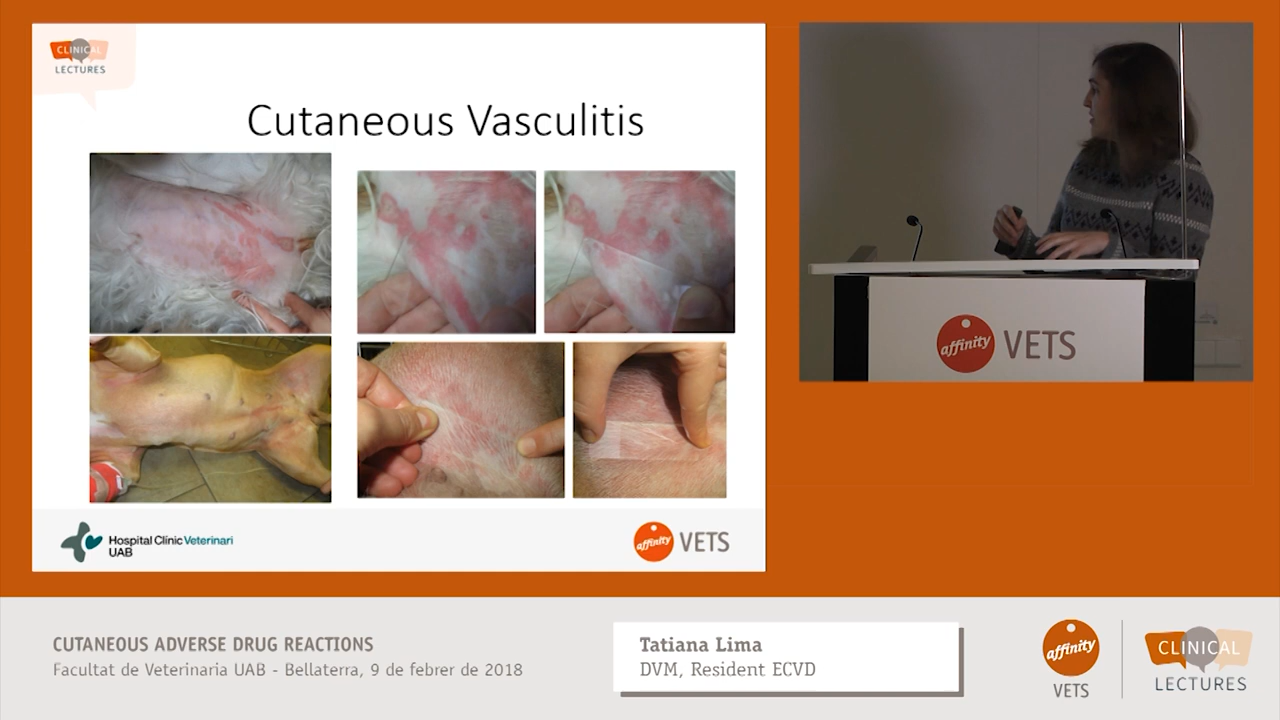 CLINICAL
LECTURES
Cutaneous Vasculitis
Hospital Clínic Veterinari
UAB
affinity VETS
affinity VETS
CUTANEOUS ADVERSE DRUG REACTIONS
Facultat de Veterinaria UAB - Bellaterra, 9 de febrer de 2018
Tatiana Lima
DVM, Resident ECVD
affinity
VETS
CLINICAL
LECTURES